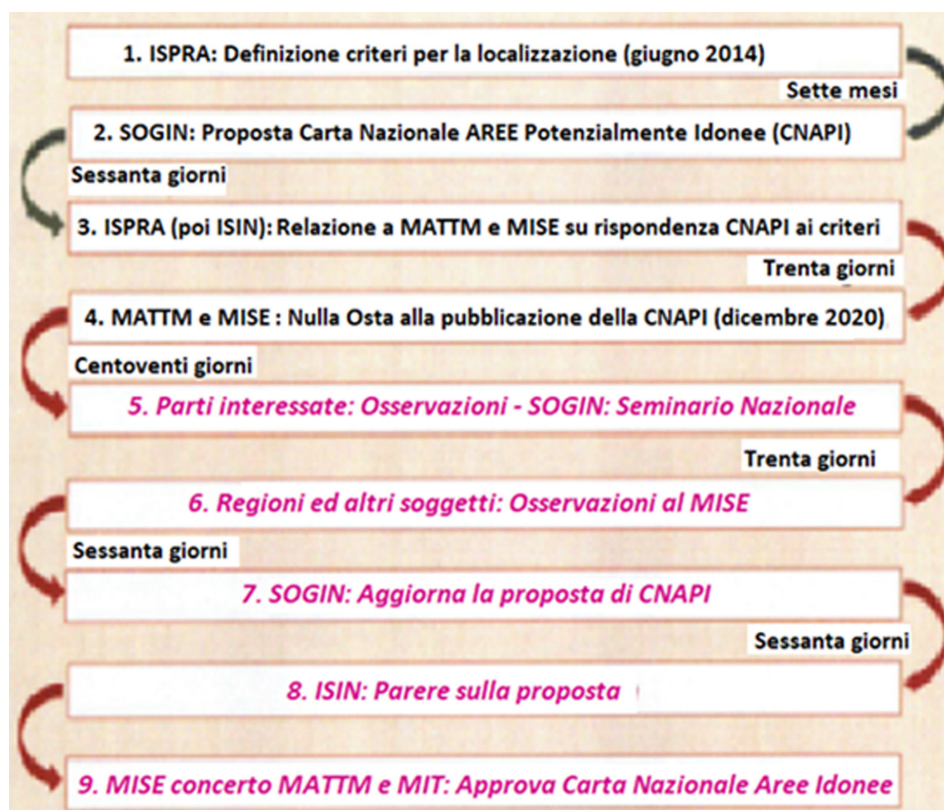 1. ISPRA: Definizione criteri per la localizzazione (giugno 2014)
Sette mesi
2. SOGIN: Proposta Carta Nazionale AREE Potenzialmente Idonee (CNAPI)
Sessanta giorni
3. ISPRA (poi ISIN): Relazione a MATTM e MISE su rispondenza CNAPI ai criteri
Trenta giorni
4. MATTM e MISE : Nulla Osta alla pubblicazione della CNAPI (dicembre 2020)
Centoventi giorni
5. Parti interessate: Osservazioni - SOGIN: Seminario Nazionale
Trenta giorni
6. Regioni ed altri soggetti: Osservazioni al MISE
Sessanta giorni
7. SOGIN: Aggiorna la proposta di CNAPI
Sessanta giorni
8. ISIN: Parere sulla proposta
9. MISE concerto MATTM e MIT: Approva Carta Nazionale Aree Idonee